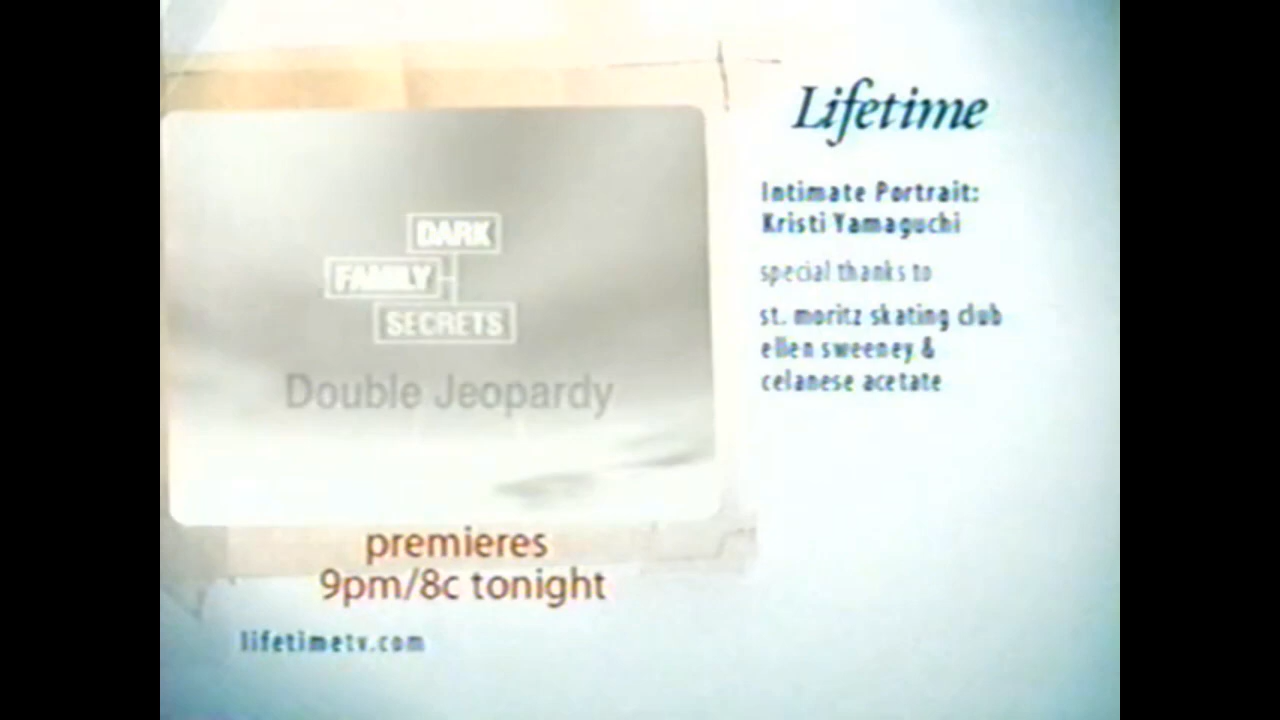 Lifetime
Intimate Portrait:
Kristi Yamaguchi
special thanks to
st. moritz skating club
ellen sweeney &
celanese acetate
DARK
FAMILY
SECRETS
Double Jeopardy
premieres
9pm/8c tonight
lifetimetv.com